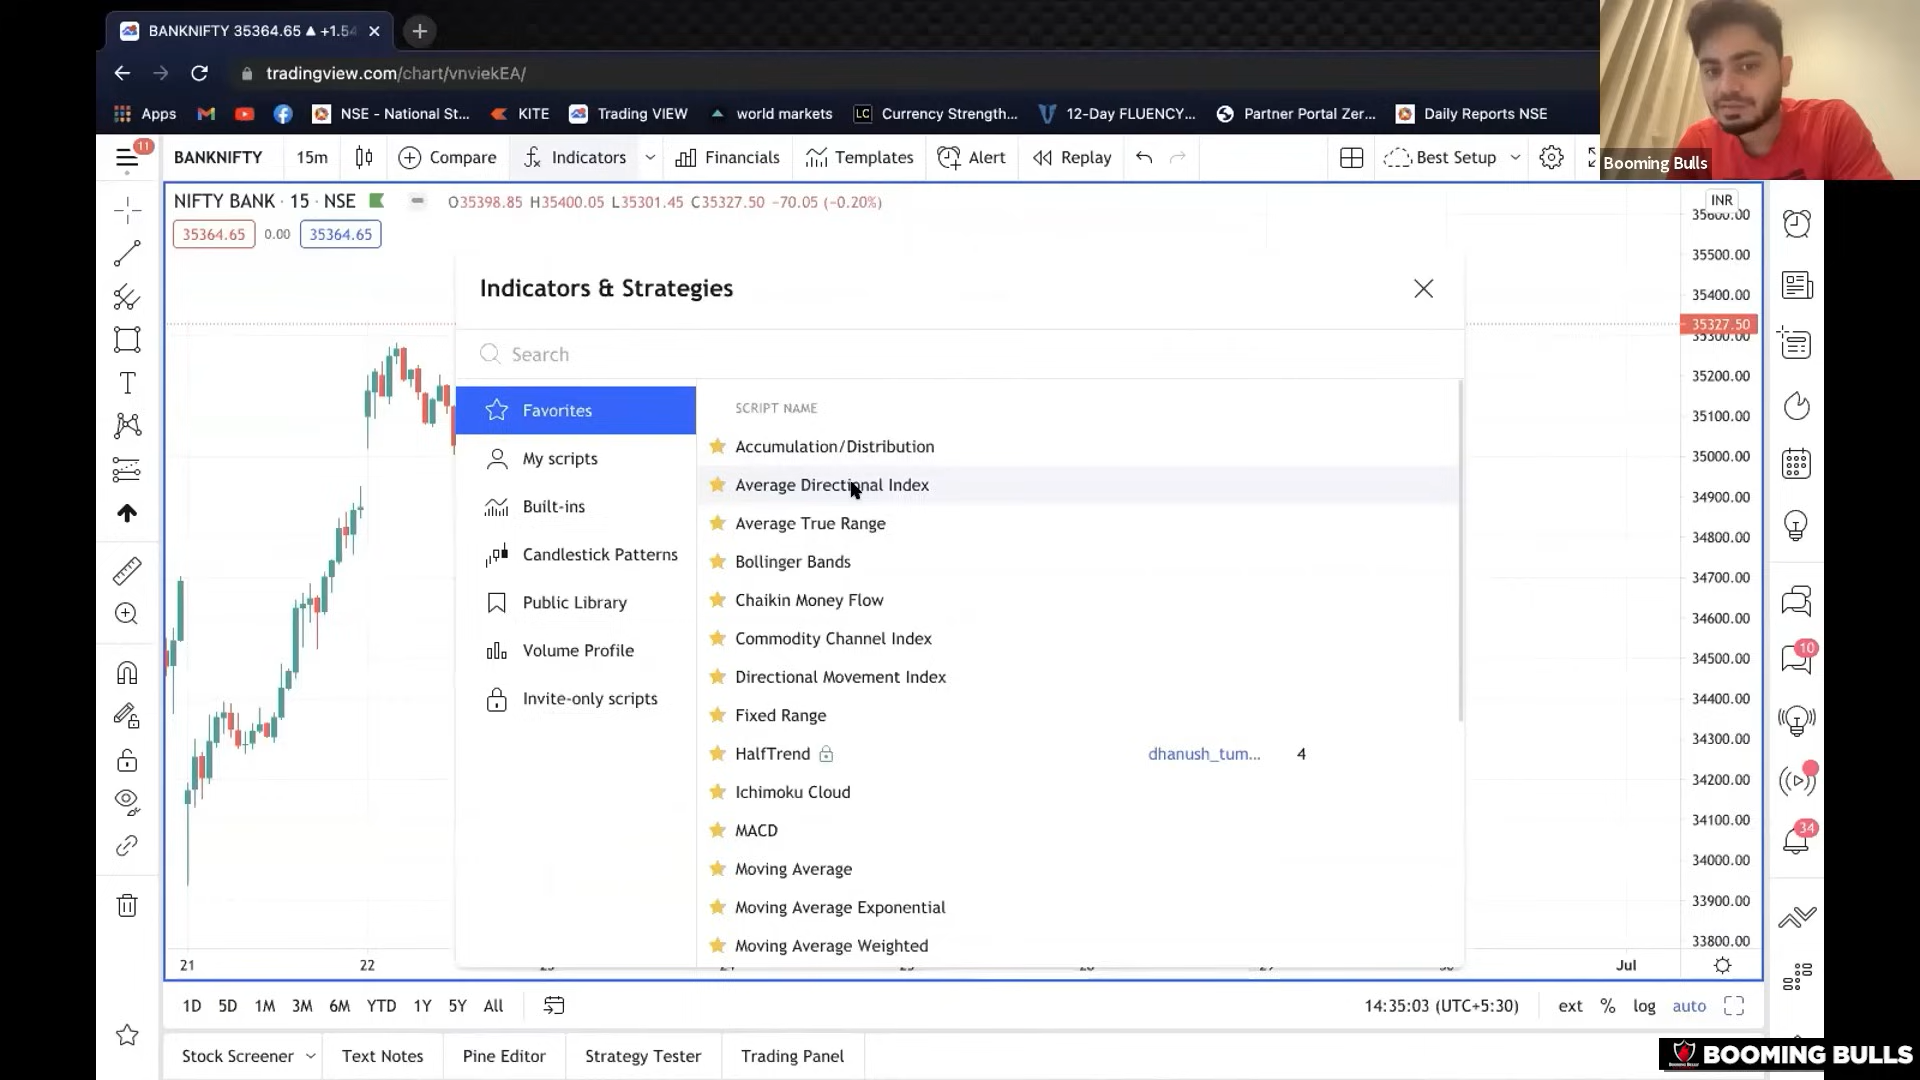 BANKNIFTY 35364.65 ▲ +1.54
tradingview.com/chart/vnviekEA/
Apps NSE - National St... KITE Trading VIEW world markets LC Currency Strength... 12-Day FLUENCY... Partner Portal Zer... Daily Reports NSE
11 BANKNIFTY 15m Compare fx Indicators Financials Templates Alert Replay Best Setup
Booming Bulls
NIFTY BANK · 15 · NSE O35398.85 H35400.05 L35301.45 C35327.50 −70.05 (−0.20%)
INR
35600.00
35364.65 0.00 35364.65
35500.00
Indicators & Strategies
35400.00
35327.50
35300.00
Search
35200.00
Favorites
SCRIPT NAME
35100.00
Accumulation/Distribution
My scripts
35000.00
Average Directional Index
34900.00
Built-ins
Average True Range
34800.00
Candlestick Patterns
Bollinger Bands
34700.00
Public Library
Chaikin Money Flow
34600.00
Volume Profile
Commodity Channel Index
10
34500.00
Directional Movement Index
Invite-only scripts
34400.00
Fixed Range
34300.00
HalfTrend dhanush_tum... 4
34200.00
Ichimoku Cloud
34100.00
MACD
34
34000.00
Moving Average
33900.00
Moving Average Exponential
33800.00
Moving Average Weighted
21 22 Jul
1D 5D 1M 3M 6M YTD 1Y 5Y All 14:35:03 (UTC+5:30) ext % log auto
Stock Screener Text Notes Pine Editor Strategy Tester Trading Panel
BOOMING BULLS